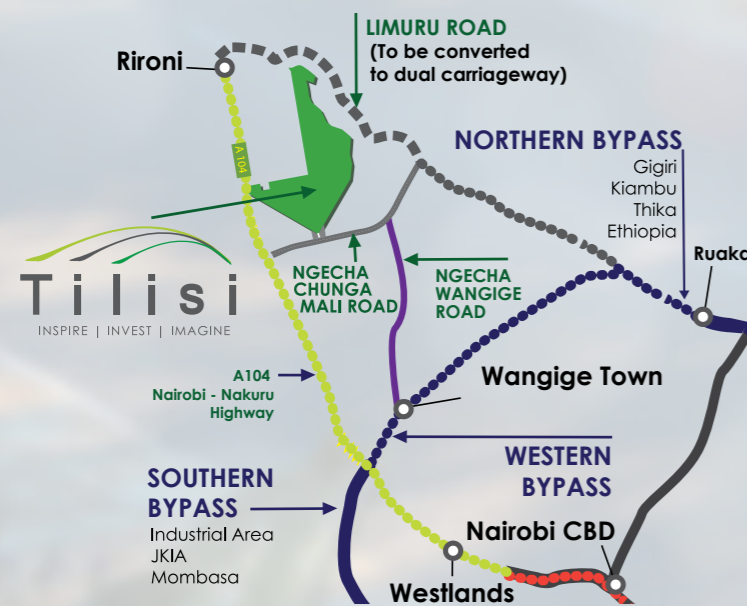 LIMURU ROAD
(To be converted
to dual carriageway)
Rironi
A.104
NORTHERN BYPASS
Gigiri
Kiambu
Thika
Ethiopia
Ruaka
Tilisi
INSPIRE | INVEST | IMAGINE
NGECHA
CHUNGA
MALI ROAD
NGECHA
WANGIGE
ROAD
A104
Nairobi - Nakuru
Highway
Wangige Town
WESTERN
BYPASS
SOUTHERN
BYPASS
Industrial Area
JKIA
Mombasa
Nairobi CBD
Westlands